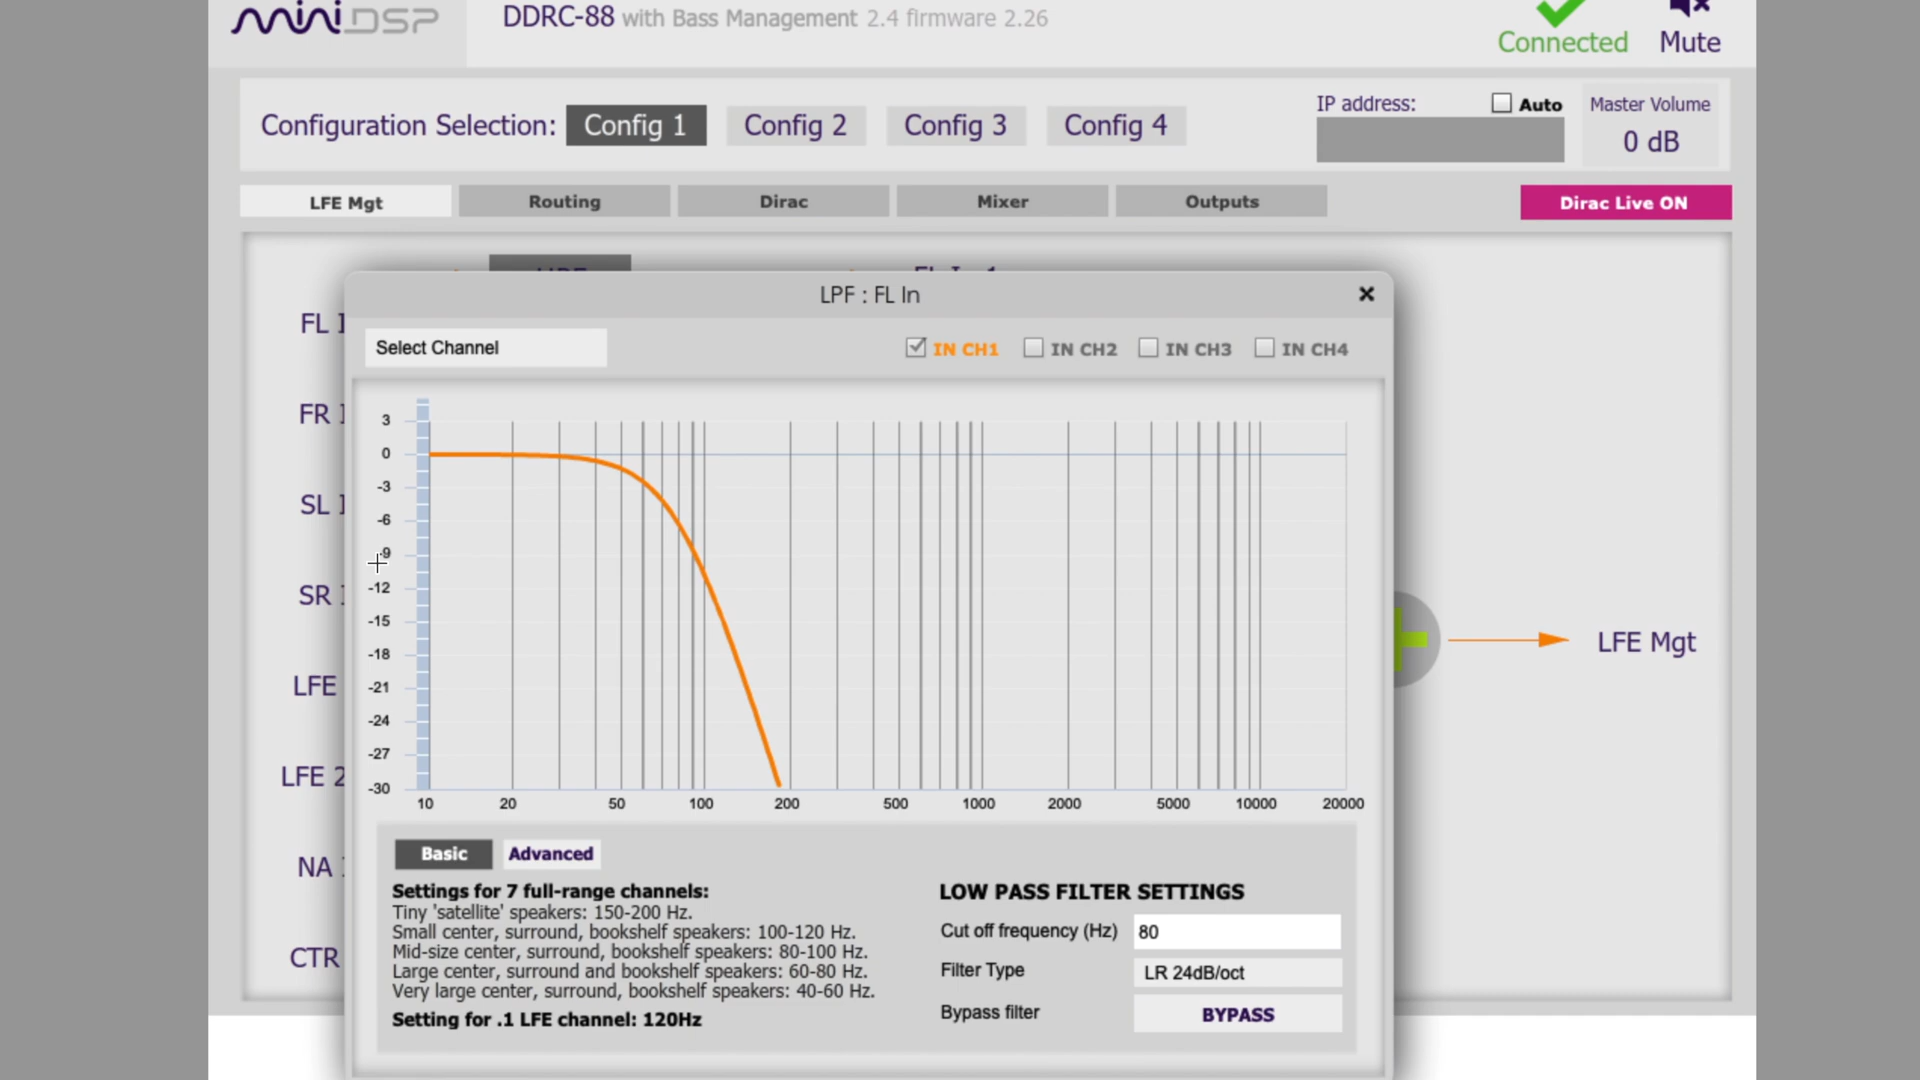 miniDSP
DDRC-88 with Bass Management 2.4 firmware 2.26
Connected
Mute
Configuration Selection:
Config 1
Config 2
Config 3
Config 4
IP address:
Auto
Master Volume
0 dB
LFE Mgt
Routing
Dirac
Mixer
Outputs
Dirac Live ON
LPF : FL In
Select Channel
IN CH1
IN CH2
IN CH3
IN CH4
FL I
FR I
SL I
SR
LFE
LFE 2
NA
CTR
3
0
-3
-6
-9
-12
-15
-18
-21
-24
-27
-30
10
20
50
100
200
500
1000
2000
5000
10000
20000
LFE Mgt
Basic
Advanced
Settings for 7 full-range channels:
Tiny 'satellite' speakers: 150-200 Hz.
Small center, surround, bookshelf speakers: 100-120 Hz.
Mid-size center, surround, bookshelf speakers: 80-100 Hz.
Large center, surround and bookshelf speakers: 60-80 Hz.
Very large center, surround, bookshelf speakers: 40-60 Hz.
Setting for .1 LFE channel: 120Hz
LOW PASS FILTER SETTINGS
Cut off frequency (Hz)
80
Filter Type
LR 24dB/oct
Bypass filter
BYPASS